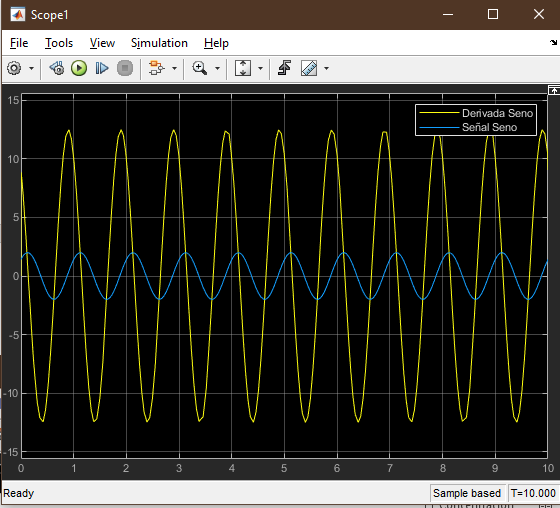 Scope1
File Tools View Simulation Help
Derivada Seno
Señal Seno
15
10
5
0
-5
-10
-15
0 1 2 3 4 5 6 7 8 9 10
Ready
Sample based
T=10.000